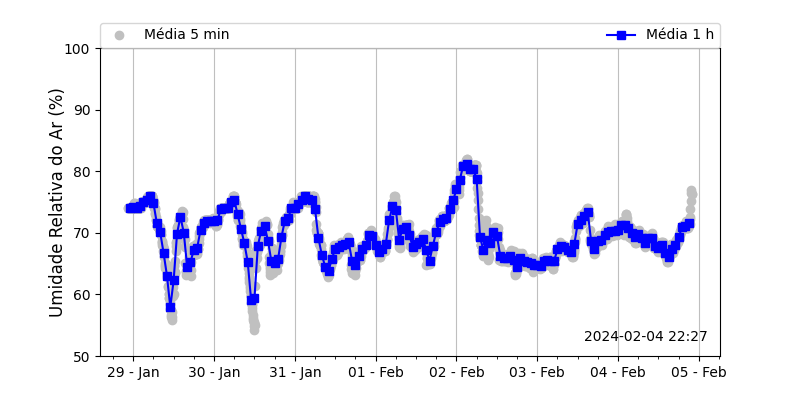 Média 5 min
Média 1 h
Umidade Relativa do Ar (%)
100
90
80
70
60
50
2024-02-04 22:27
29 - Jan
30 - Jan
31 - Jan
01 - Feb
02 - Feb
03 - Feb
04 - Feb
05 - Feb